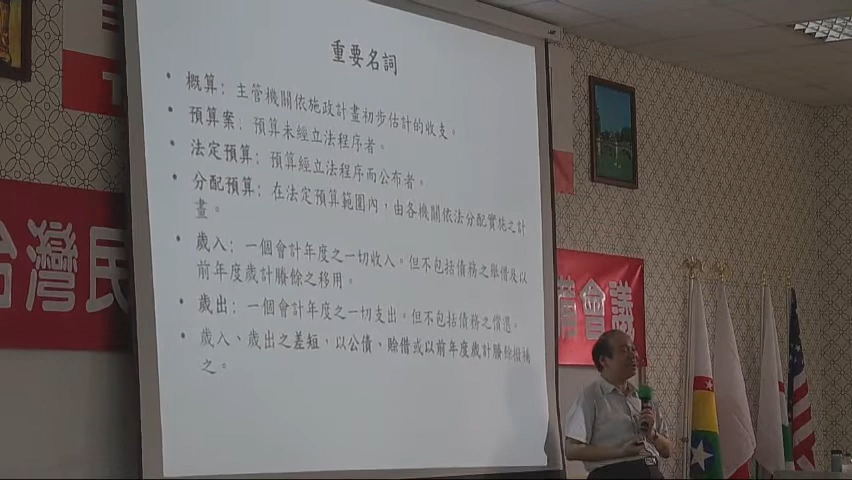 重要名詞
• 概算：主管機關依施政計畫初步估計的收支。
• 預算案：預算未經立法程序者。
• 法定預算：預算經立法程序而公布者。
• 分配預算：在法定預算範圍內，由各機關依法分配實施之計
畫。
• 歲入：一個會計年度之一切收入。但不包括債務之舉借及以
前年度歲計賸餘之移用。
• 歲出：一個會計年度之一切支出。但不包括債務之償還。
• 歲入、歲出之差短，以公債、賒借或以前年度歲計賸餘撥補
之。
台灣民
備會議